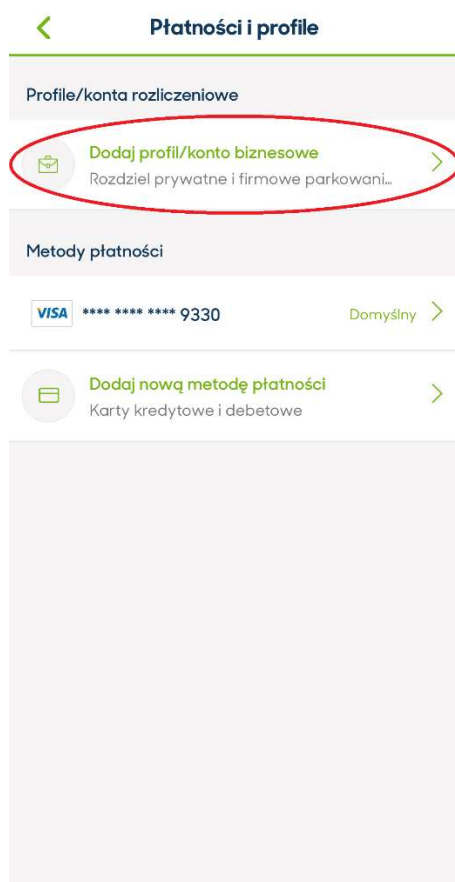 Płatności i profile
Profile/konta rozliczeniowe
Dodaj profil/konto biznesowe
Rozdziel prywatne i firmowe parkowani...
Metody płatności
VISA **** **** **** 9330 Domyślny
Dodaj nową metodę płatności
Karty kredytowe i debetowe